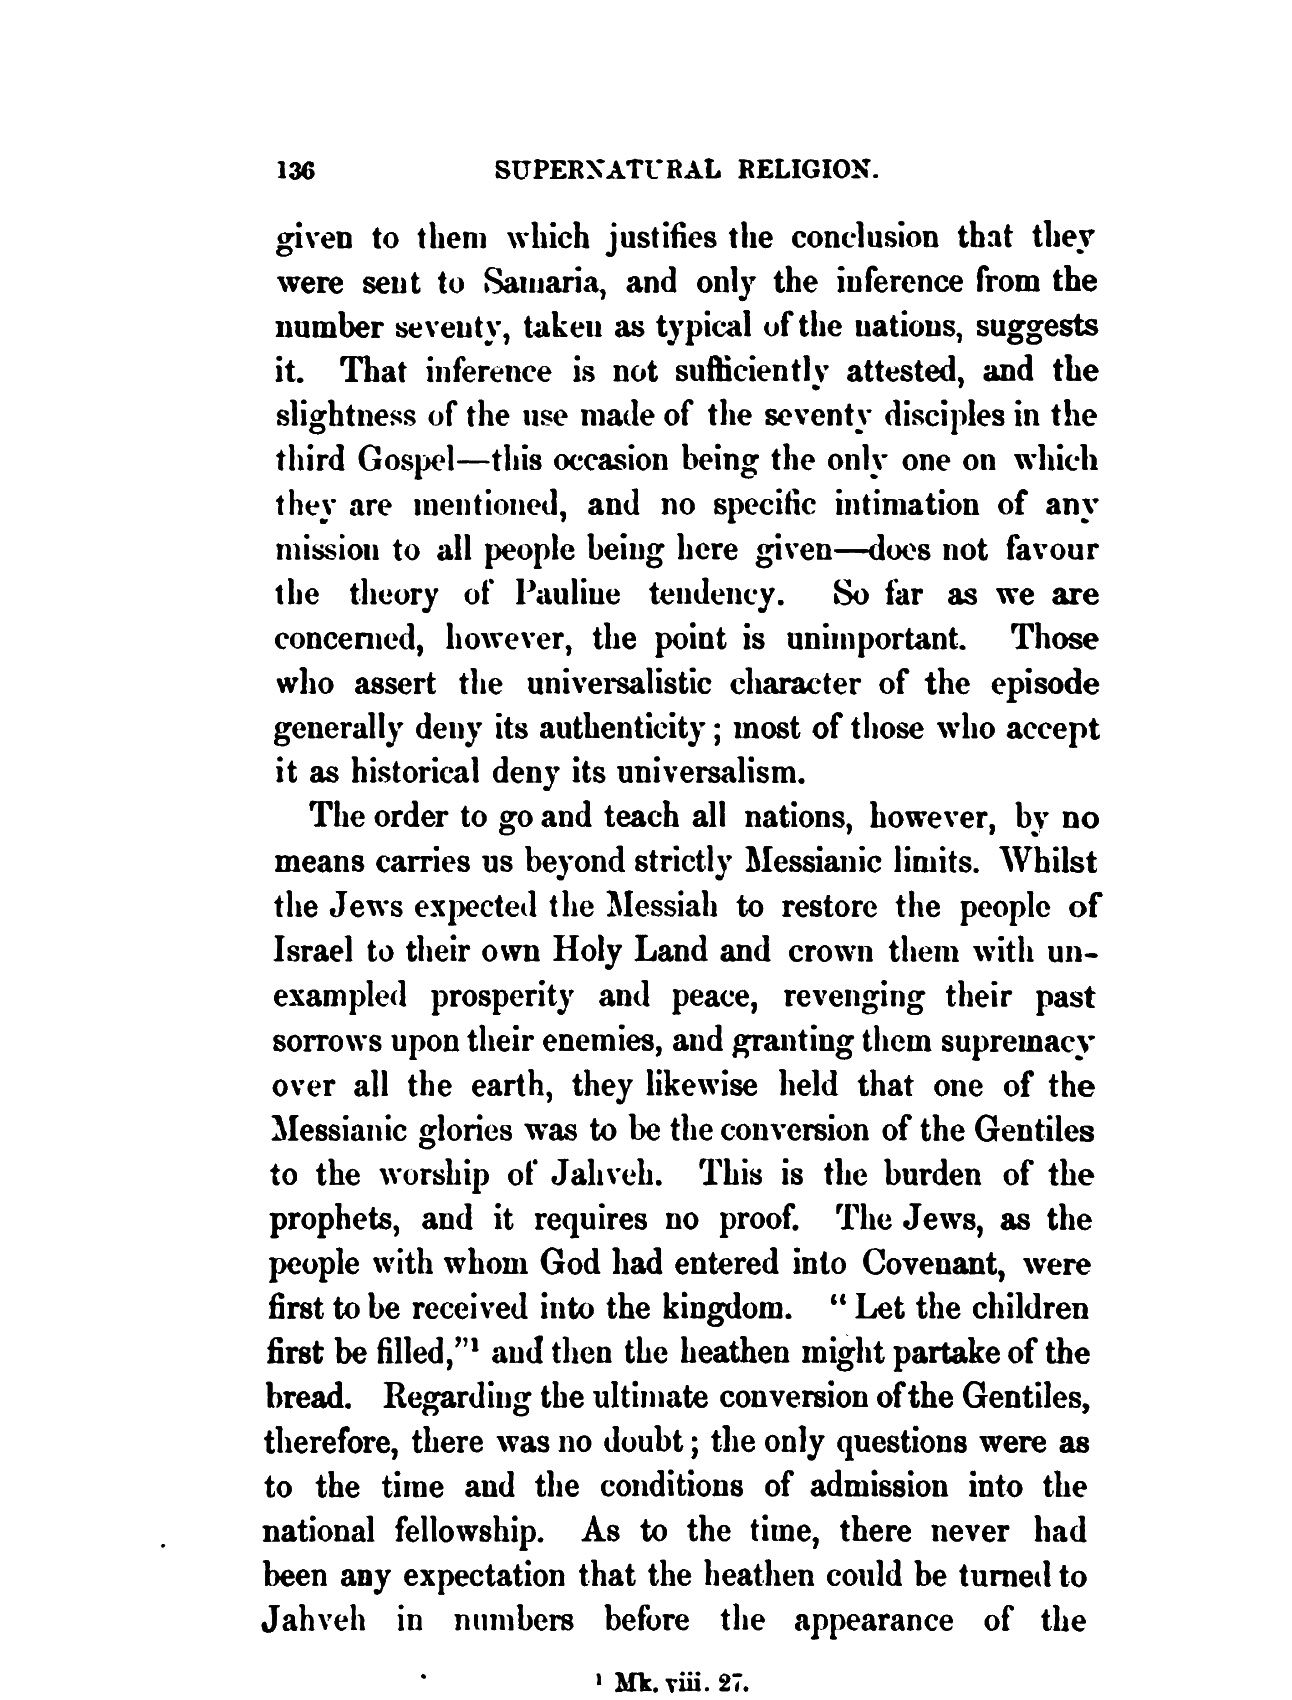 136 SUPERNATURAL RELIGION.
given to them which justifies the conclusion that they
were sent to Samaria, and only the inference from the
number seventy, taken as typical of the nations, suggests
it. That inference is not sufficiently attested, and the
slightness of the use made of the seventy disciples in the
third Gospel—this occasion being the only one on which
they are mentioned, and no specific intimation of any
mission to all people being here given—does not favour
the theory of Pauline tendency. So far as we are
concerned, however, the point is unimportant. Those
who assert the universalistic character of the episode
generally deny its authenticity; most of those who accept
it as historical deny its universalism.
The order to go and teach all nations, however, by no
means carries us beyond strictly Messianic limits. Whilst
the Jews expected the Messiah to restore the people of
Israel to their own Holy Land and crown them with un-
exampled prosperity and peace, revenging their past
sorrows upon their enemies, and granting them supremacy
over all the earth, they likewise held that one of the
Messianic glories was to be the conversion of the Gentiles
to the worship of Jahveh. This is the burden of the
prophets, and it requires no proof. The Jews, as the
people with whom God had entered into Covenant, were
first to be received into the kingdom. “Let the children
first be filled,”¹ and then the heathen might partake of the
bread. Regarding the ultimate conversion of the Gentiles,
therefore, there was no doubt; the only questions were as
to the time and the conditions of admission into the
national fellowship. As to the time, there never had
been any expectation that the heathen could be turned to
Jahveh in numbers before the appearance of the
¹ Mk. viii. 27.